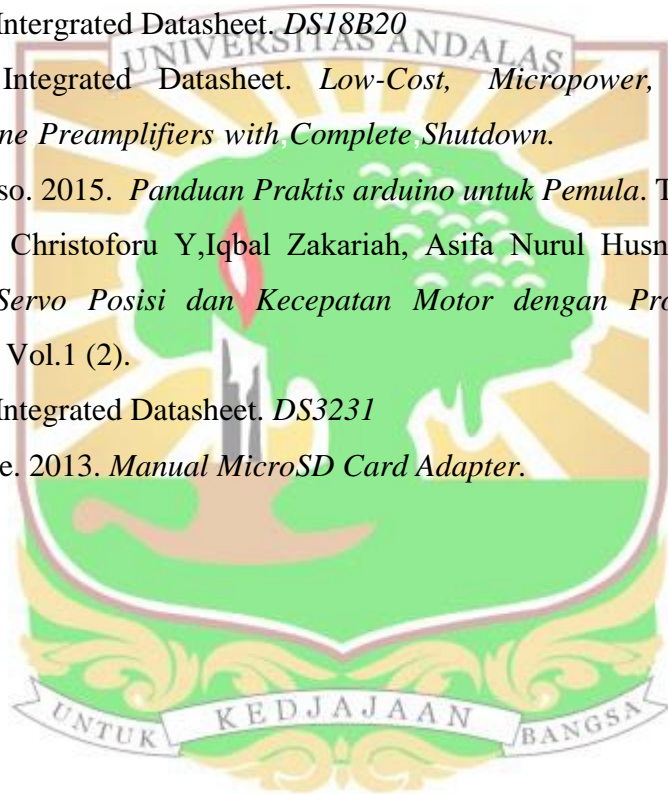 Intergrated Datasheet. DS18B20
UNIVERSITAS ANDALAS
Integrated Datasheet. Low-Cost, Micropower,
ne Preamplifiers with,Complete,Shutdown.
so. 2015. Panduan Praktis arduino untuk Pemula. T
Christoforu Y,Iqbal Zakariah, Asifa Nurul Husn
Servo Posisi dan Kecepatan Motor dengan Pro
Vol.1 (2).
Integrated Datasheet. DS3231
e. 2013. Manual MicroSD Card Adapter.
UNTUK KEDJAJAAN BANGSA